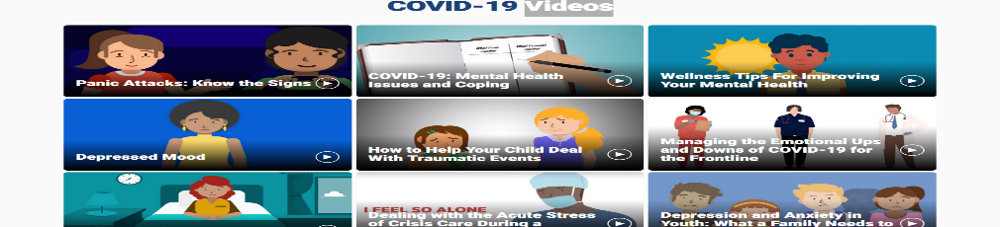 COVID-19 Videos
Panic Attacks: Know the Signs
COVID-19: Mental Health
Issues and Coping
Wellness Tips For Improving
Your Mental Health
Depressed Mood
How to Help Your Child Deal
With Traumatic Events
Managing the Emotional Ups
and Downs of COVID-19 for
the Frontline
I FEEL SO ALONE
Dealing with the Acute Stress
of Crisis Care During a
Depression and Anxiety in
Youth: What a Family Needs to